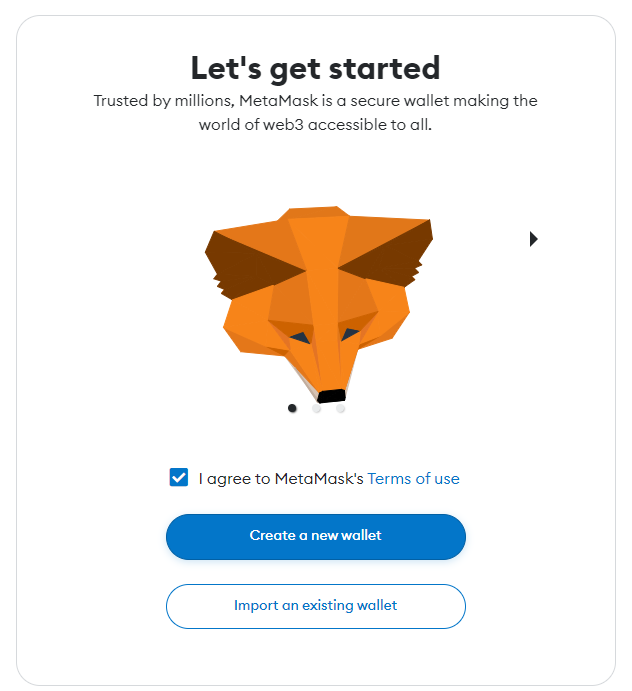 Let's get started
Trusted by millions, MetaMask is a secure wallet making the
world of web3 accessible to all.
I agree to MetaMask's Terms of use
Create a new wallet
Import an existing wallet